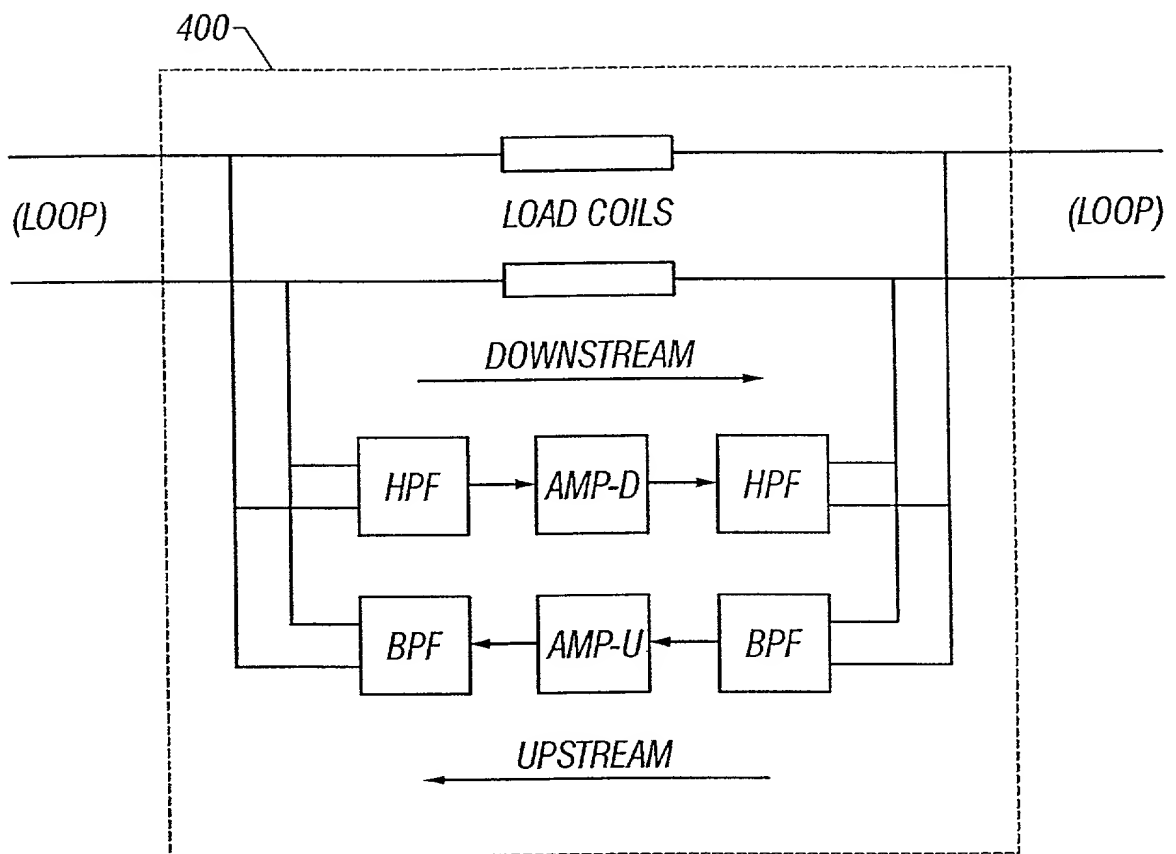 400
(LOOP)
LOAD COILS
(LOOP)
DOWNSTREAM
HPF
AMP-D
HPF
BPF
AMP-U
BPF
UPSTREAM